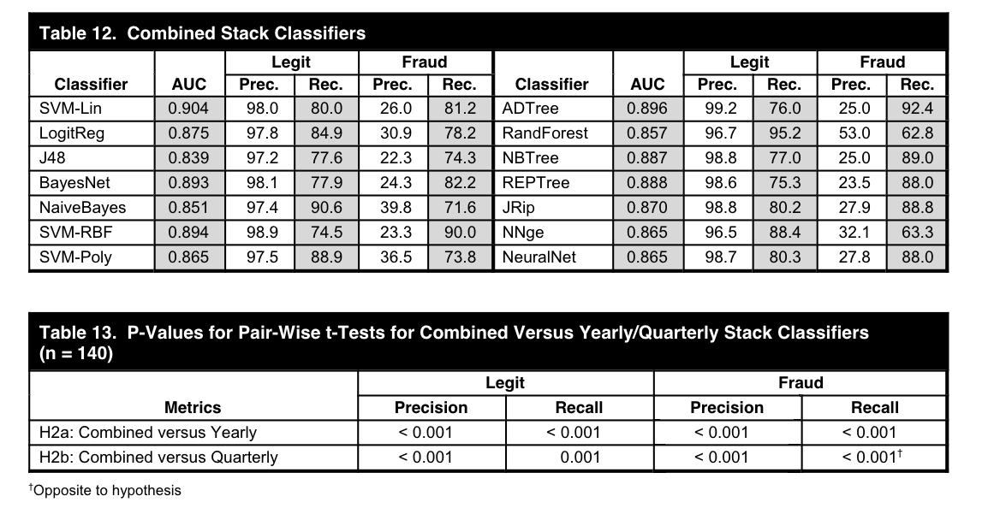 Table 12. Combined Stack Classifiers
Legit Fraud Legit Fraud
Classifier AUC Prec. Rec. Prec. Rec. Classifier AUC Prec. Rec. Prec. Rec.
SVM-Lin 0.904 98.0 80.0 26.0 81.2 ADTree 0.896 99.2 76.0 25.0 92.4
LogitReg 0.875 97.8 84.9 30.9 78.2 RandForest 0.857 96.7 95.2 53.0 62.8
J48 0.839 97.2 77.6 22.3 74.3 NBTree 0.887 98.8 77.0 25.0 89.0
BayesNet 0.893 98.1 77.9 24.3 82.2 REPTree 0.888 98.6 75.3 23.5 88.0
NaiveBayes 0.851 97.4 90.6 39.8 71.6 JRip 0.870 98.8 80.2 27.9 88.8
SVM-RBF 0.894 98.9 74.5 23.3 90.0 NNge 0.865 96.5 88.4 32.1 63.3
SVM-Poly 0.865 97.5 88.9 36.5 73.8 NeuralNet 0.865 98.7 80.3 27.8 88.0
Table 13. P-Values for Pair-Wise t-Tests for Combined Versus Yearly/Quarterly Stack Classifiers
(n = 140)
Legit Fraud
Metrics Precision Recall Precision Recall
H2a: Combined versus Yearly < 0.001 < 0.001 < 0.001 < 0.001
H2b: Combined versus Quarterly < 0.001 0.001 < 0.001 < 0.001†
†Opposite to hypothesis